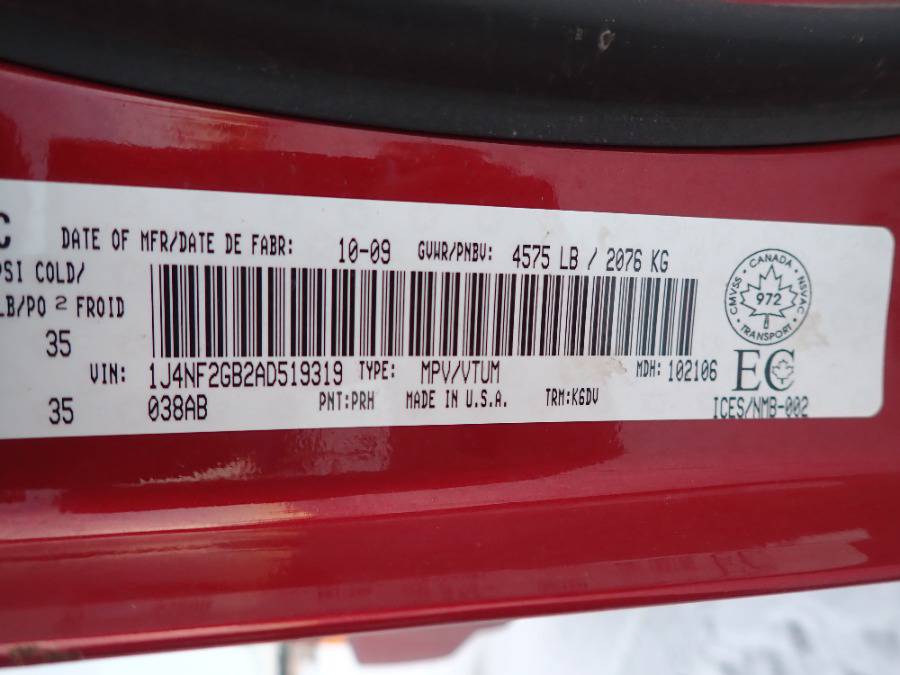 C
DATE OF MFR/DATE DE FABR: 10-09 GVWR/PNBV: 4575 LB / 2076 KG
PSI COLD/
LB/PO 2 FROID
35
VIN: 1J4NF2GB2AD519319 TYPE: MPV/VTUM MDH: 102106
35 038AB PNT:PRH MADE IN U.S.A. TRM:K6DV
CMVSS • CANADA • NSVAC
972
TRANSPORT
EC
ICES/NMB-002